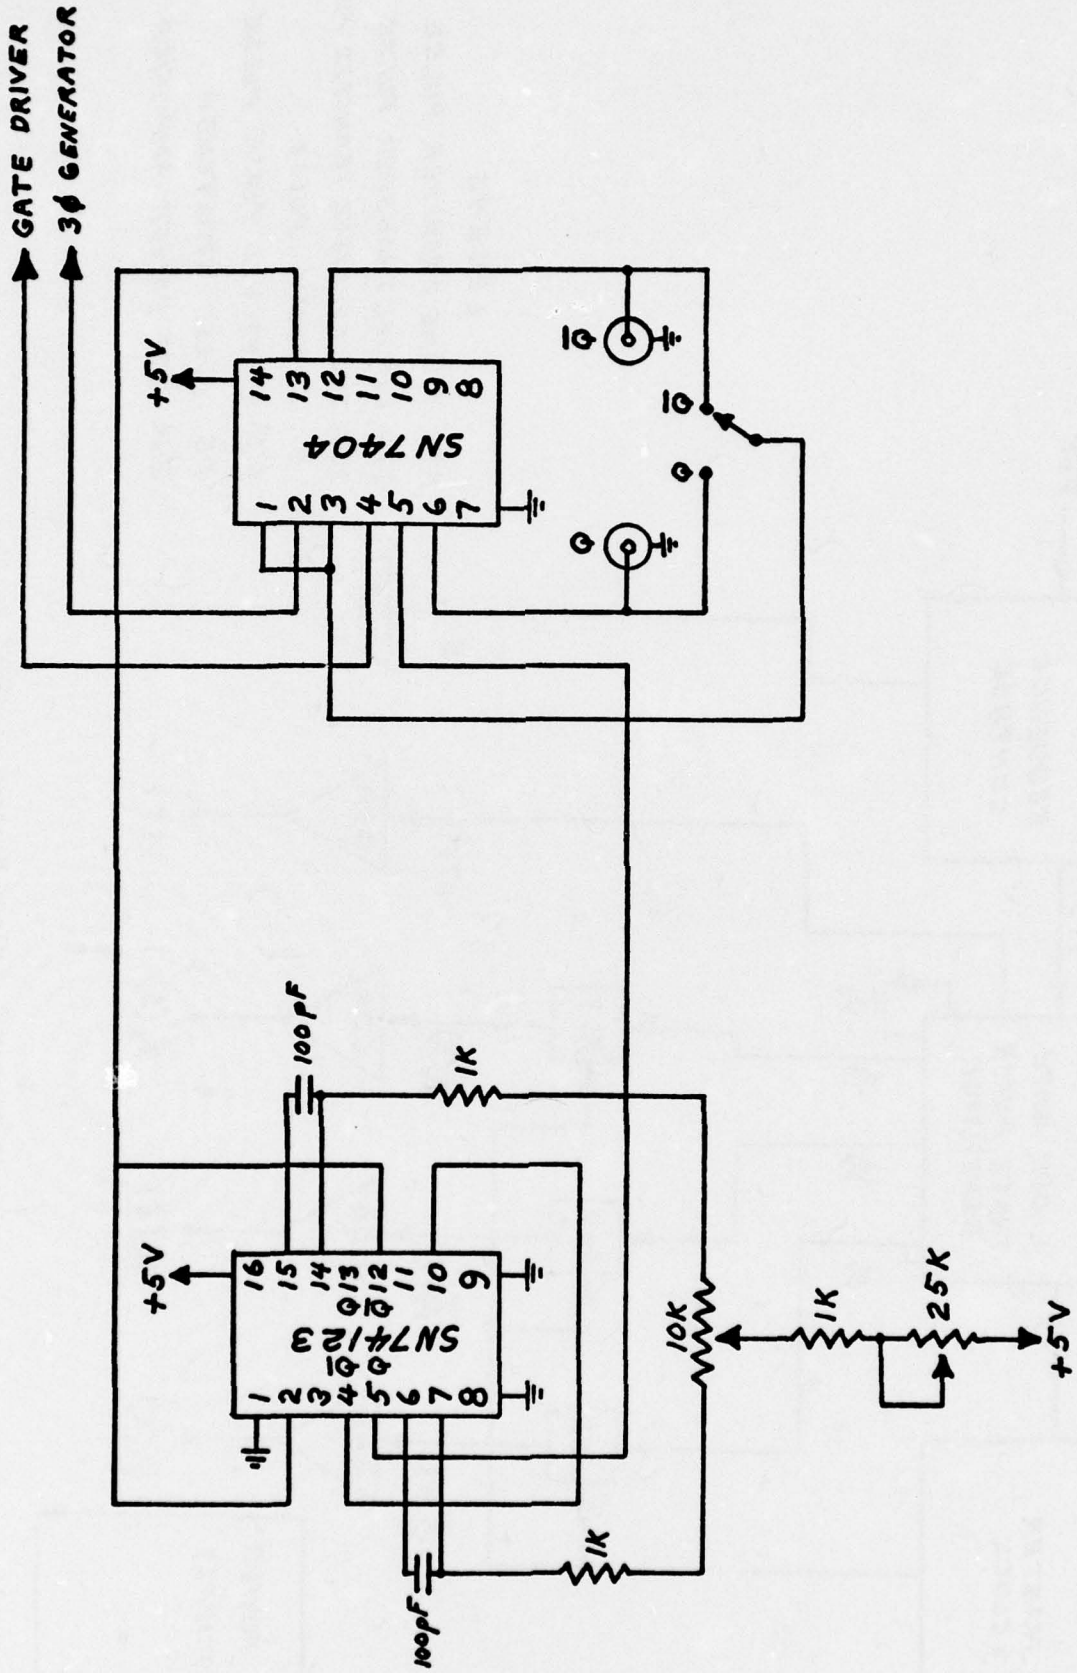 GATE DRIVER
3ϕ GENERATOR
+5V
14
13
12
11
10
9
8
SN7404
1
2
3
4
5
6
7
Q̅
Q
Q̅
Q
100pF
1K
+5V
16
15
14
13 Q
12 Q̅
11
10
9
SN74123
1
2
3
4 Q̅
5 Q
6
7
8
100pF
1K
10K
1K
25K
+5V